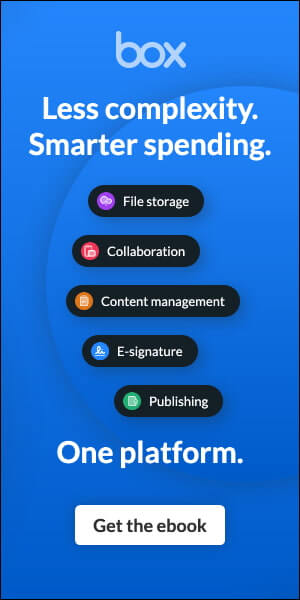 box
Less complexity.
Smarter spending.
File storage
Collaboration
Content management
E-signature
Publishing
One platform.
Get the ebook